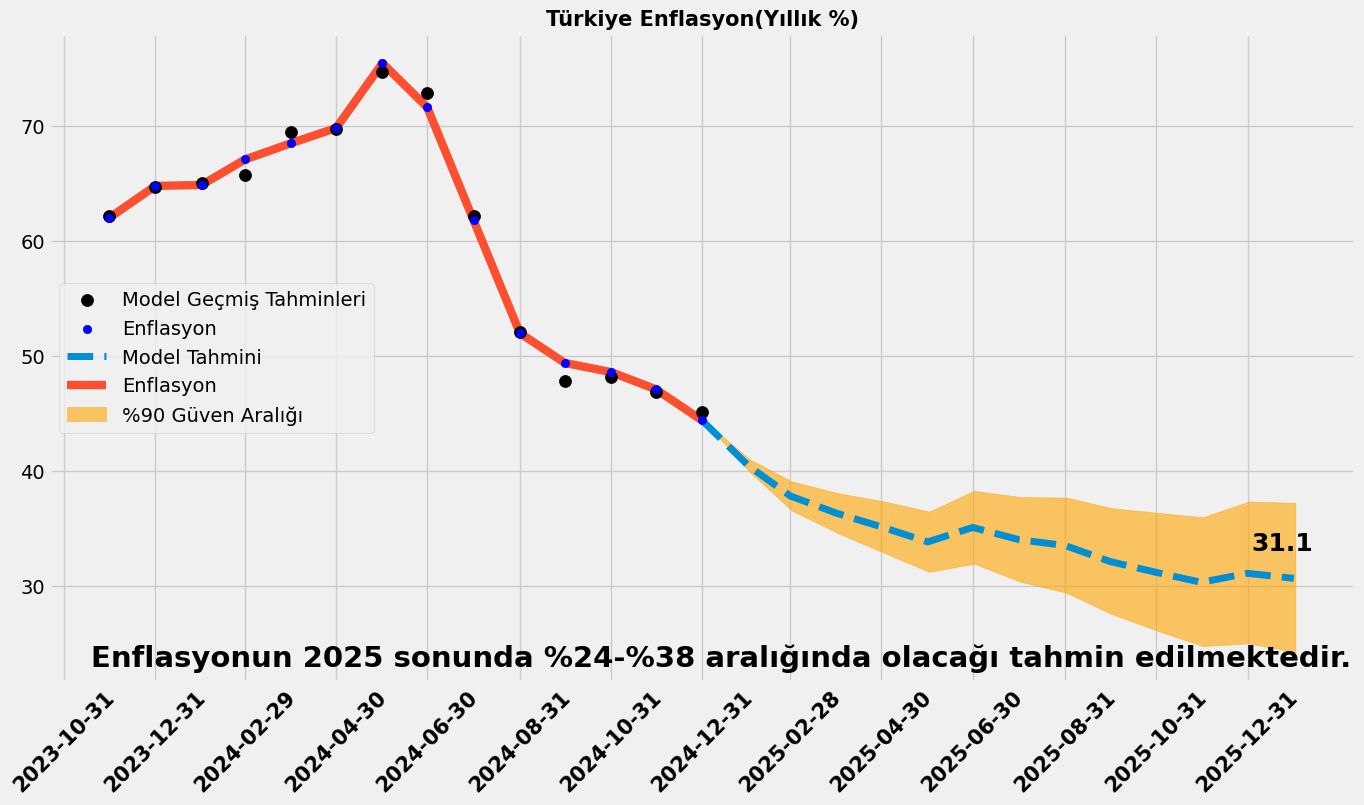 Türkiye Enflasyon(Yıllık %)
70
60
50
40
30
Model Geçmiş Tahminleri
Enflasyon
Model Tahmini
Enflasyon
%90 Güven Aralığı
31.1
Enflasyonun 2025 sonunda %24-%38 aralığında olacağı tahmin edilmektedir.
2023-10-31
2023-12-31
2024-02-29
2024-04-30
2024-06-30
2024-08-31
2024-10-31
2024-12-31
2025-02-28
2025-04-30
2025-06-30
2025-08-31
2025-10-31
2025-12-31